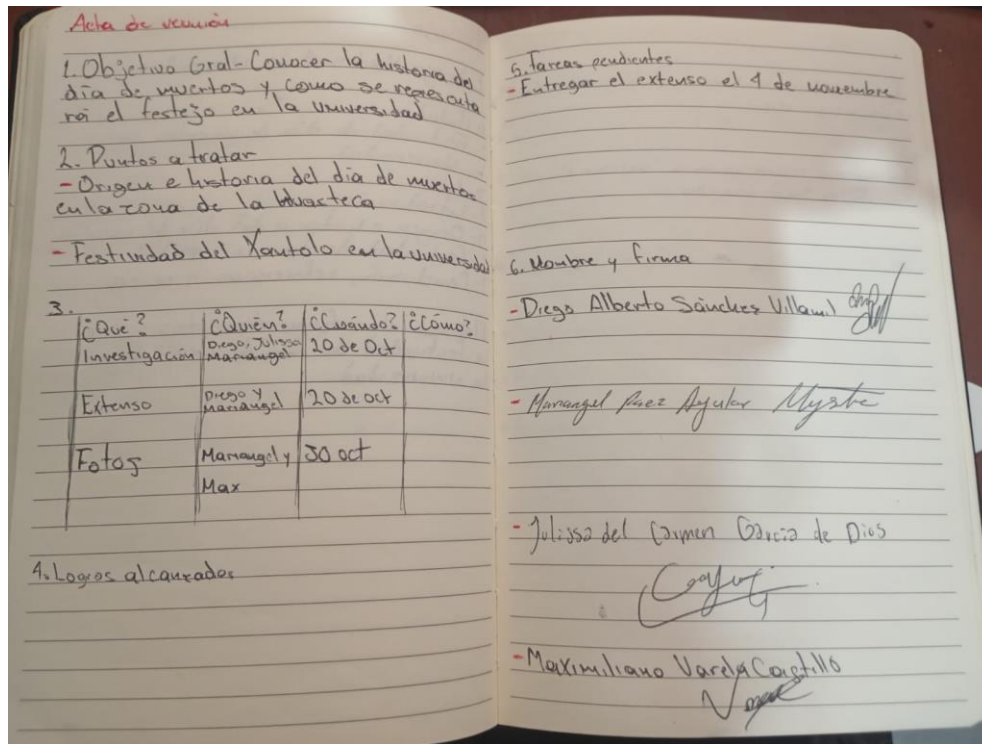 Acta de reunión
1. Objetivo Gral - Conocer la historia del
día de muertos y como se representa
rá el festejo en la universidad
2. Puntos a tratar
- Origen e historia del día de muertos
en la zona de la Huasteca
- Festividad del Xantolo en la universidad
3.
¿Qué? ¿Quién? ¿Cuándo? ¿Cómo?
Investigación Diego, Julissa Mariangel 20 de Oct
Extenso Diego y Mariangel 20 de oct
Fotos Mariangel y Max 30 oct
4. Logros alcanzados
5. Tareas pendientes
- Entregar el extenso el 4 de noviembre
6. Nombre y firma
- Diego Alberto Sánchez Villamil
- Mariangel Paez Aguilar
- Julissa del Carmen García de Dios
- Maximiliano Varela Castillo